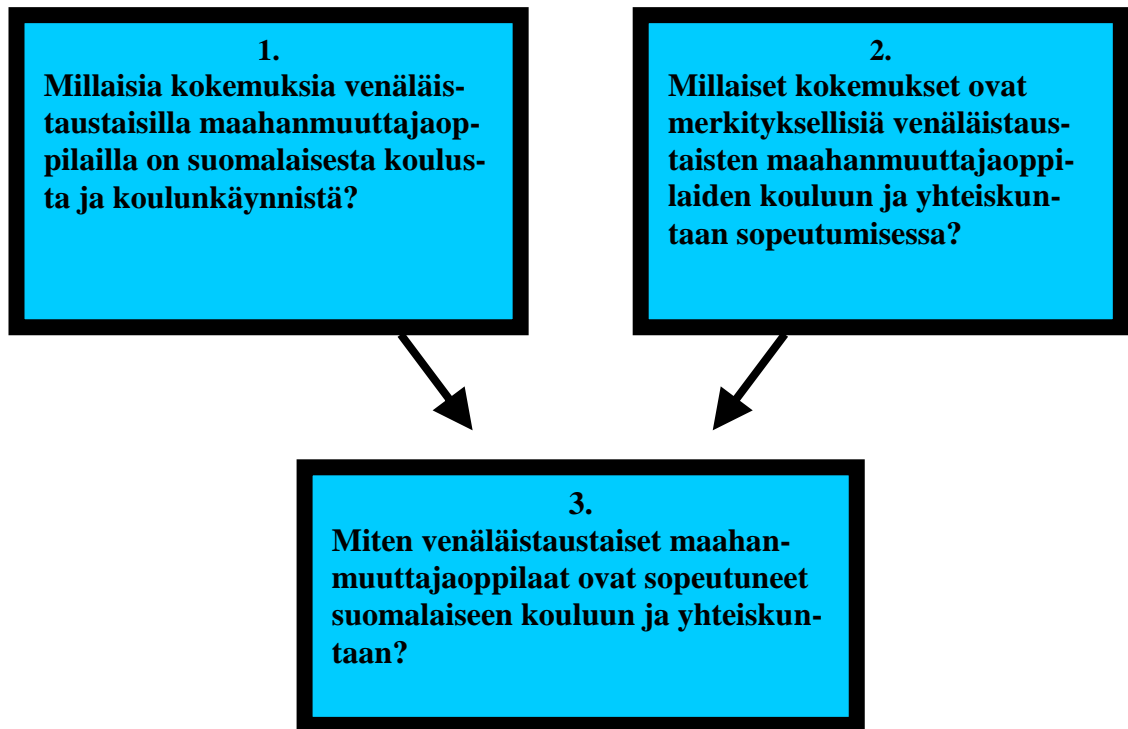 1.
Millaisia kokemuksia venäläis-
taustaisilla maahanmuuttajaop-
pilailla on suomalaisesta koulus-
ta ja koulunkäynnistä?
2.
Millaiset kokemukset ovat
merkityksellisiä venäläistaus-
taisten maahanmuuttajaoppi-
laiden kouluun ja yhteiskun-
taan sopeutumisessa?
3.
Miten venäläistaustaiset maahan-
muuttajaoppilaat ovat sopeutuneet
suomalaiseen kouluun ja yhteiskun-
taan?